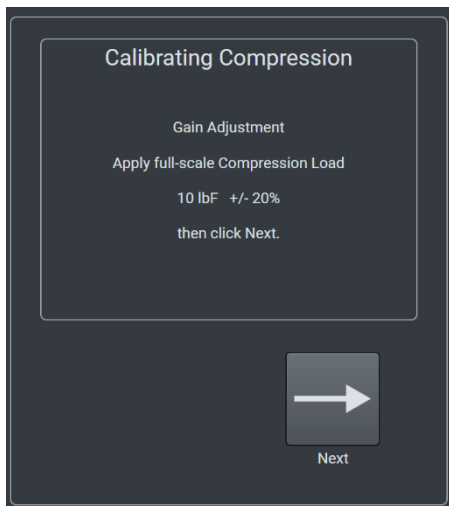 Calibrating Compression
Gain Adjustment
Apply full-scale Compression Load
10 lbF +/- 20%
then click Next.
Next